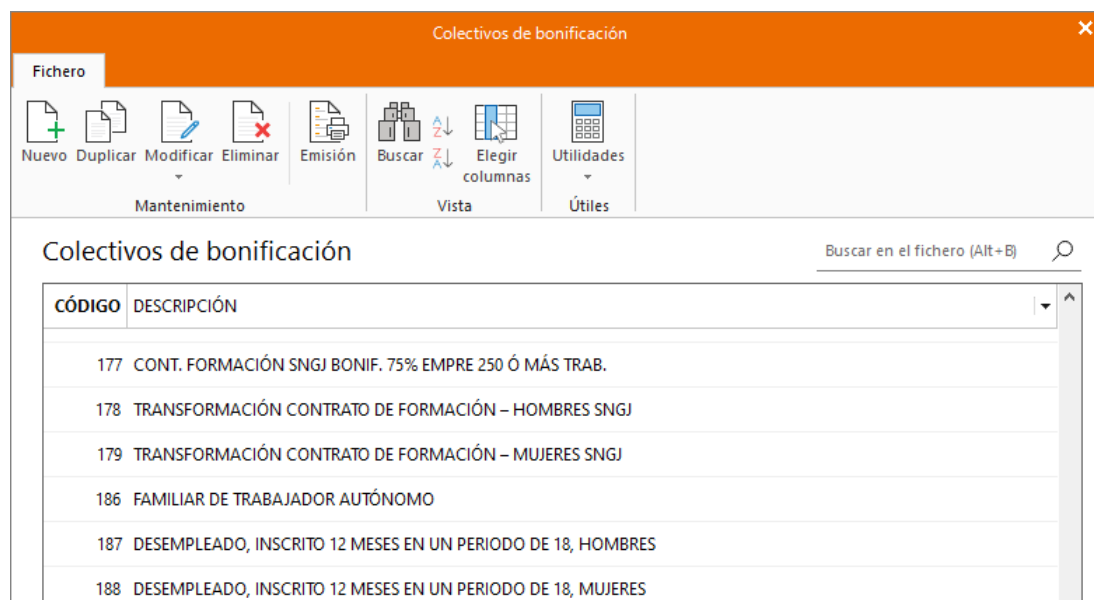 Colectivos de bonificación
Fichero
Nuevo Duplicar Modificar Eliminar Emisión Buscar Elegir columnas Utilidades
Mantenimiento Vista Útiles
Colectivos de bonificación
Buscar en el fichero (Alt+B)
CÓDIGO DESCRIPCIÓN
177 CONT. FORMACIÓN SNGJ BONIF. 75% EMPRE 250 Ó MÁS TRAB.
178 TRANSFORMACIÓN CONTRATO DE FORMACIÓN – HOMBRES SNGJ
179 TRANSFORMACIÓN CONTRATO DE FORMACIÓN – MUJERES SNGJ
186 FAMILIAR DE TRABAJADOR AUTÓNOMO
187 DESEMPLEADO, INSCRITO 12 MESES EN UN PERIODO DE 18, HOMBRES
188 DESEMPLEADO, INSCRITO 12 MESES EN UN PERIODO DE 18, MUJERES